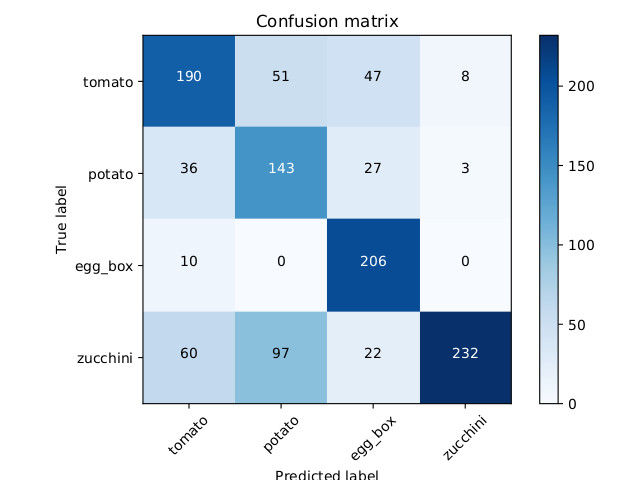 Confusion matrix
True label
tomato 190 51 47 8
potato 36 143 27 3
egg_box 10 0 206 0
zucchini 60 97 22 232
tomato potato egg_box zucchini
Predicted label
200
150
100
50
0